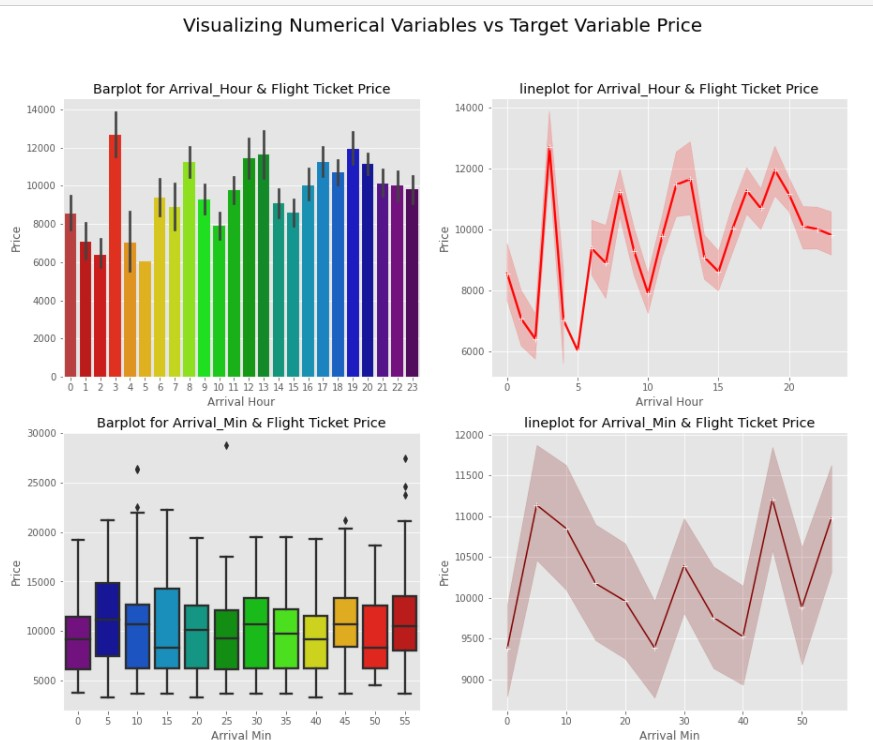 Visualizing Numerical Variables vs Target Variable Price
Barplot for Arrival_Hour & Flight Ticket Price
14000
12000
10000
8000
6000
4000
2000
0
Price
0 1 2 3 4 5 6 7 8 9 10 11 12 13 14 15 16 17 18 19 20 21 22 23
Arrival Hour
lineplot for Arrival_Hour & Flight Ticket Price
14000
12000
10000
8000
6000
Price
0 5 10 15 20
Arrival Hour
Barplot for Arrival_Min & Flight Ticket Price
30000
25000
20000
15000
10000
5000
Price
0 5 10 15 20 25 30 35 40 45 50 55
Arrival Min
lineplot for Arrival_Min & Flight Ticket Price
12000
11500
11000
10500
10000
9500
9000
Price
0 10 20 30 40 50
Arrival Min